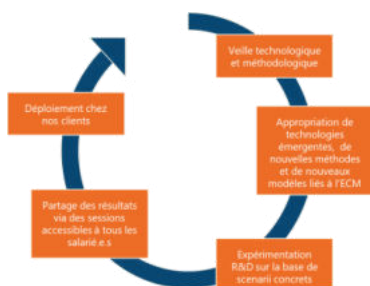 Veille technologique
et méthodologique
Appropriation de
technologies
émergentes, de
nouvelles méthodes
et de nouveaux
modèles liés à l'ECM
Expérimentation
R&D sur la base de
scenarii concrets
Partage des résultats
via des sessions
accessibles à tous les
salarié.e.s
Déploiement chez
nos clients